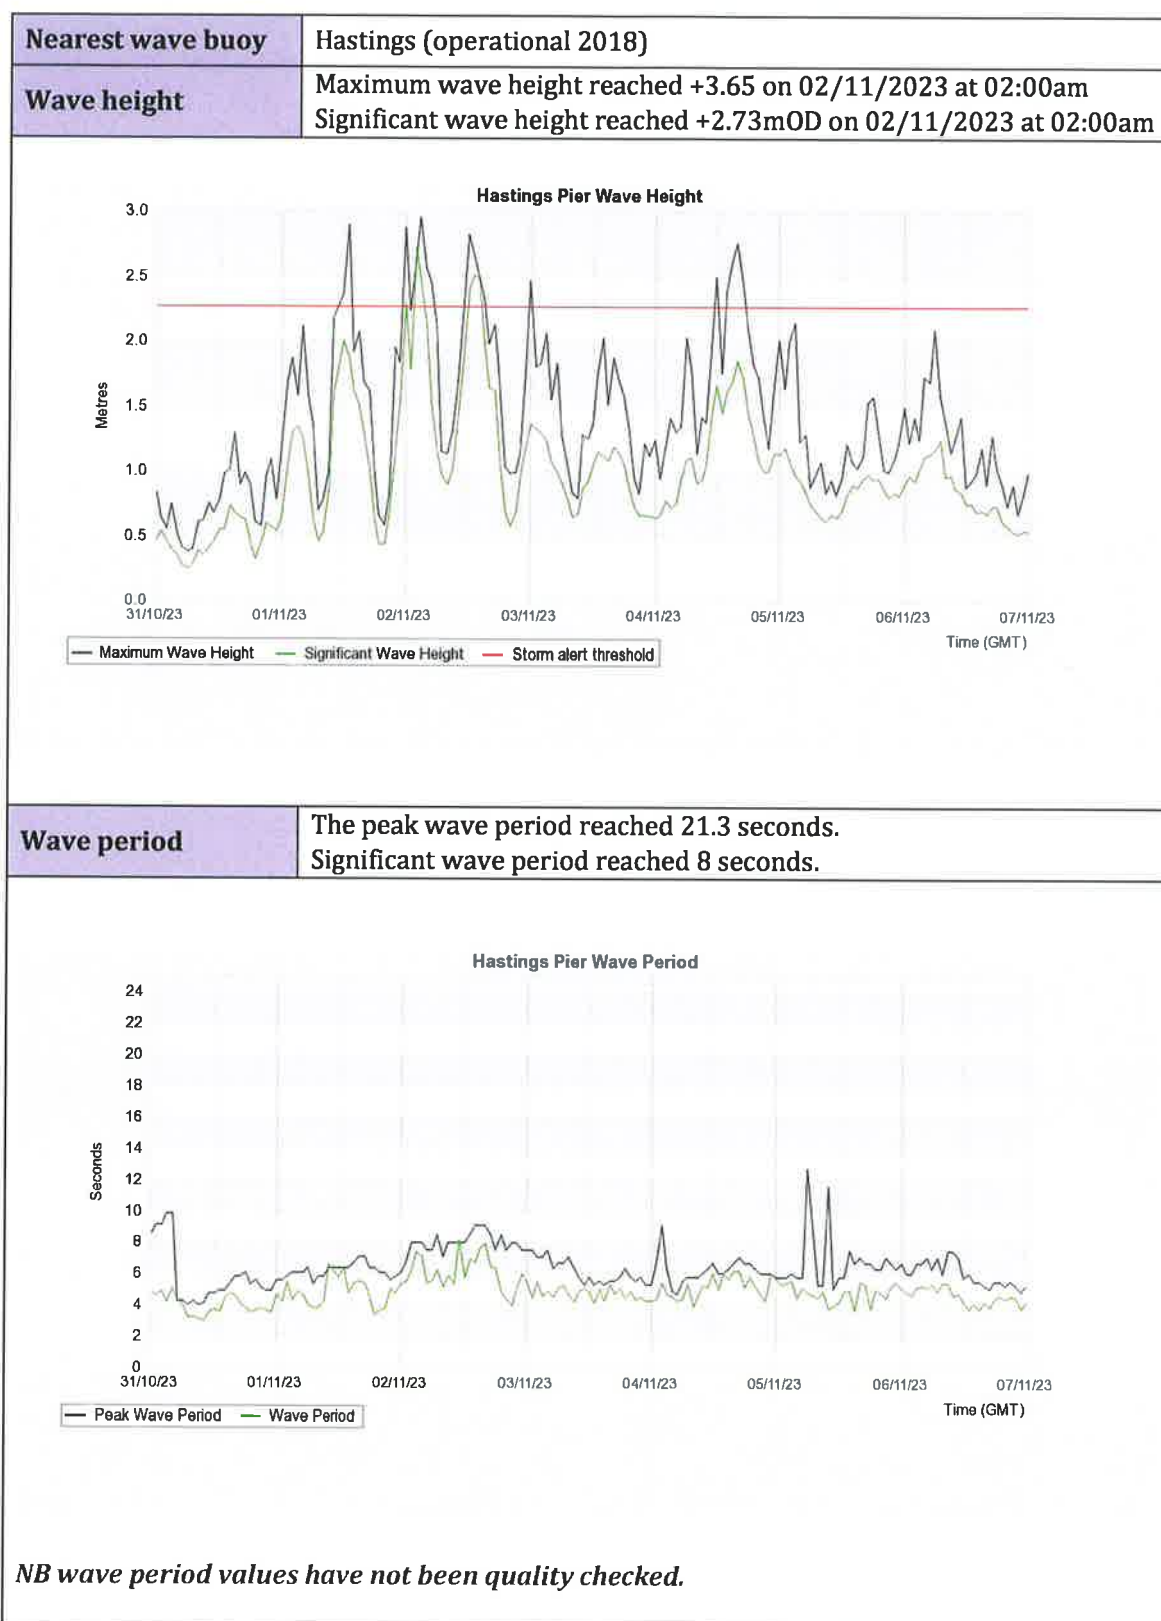 Nearest wave buoy
Hastings (operational 2018)
Wave height
Maximum wave height reached +3.65 on 02/11/2023 at 02:00am
Significant wave height reached +2.73mOD on 02/11/2023 at 02:00am
Hastings Pier Wave Height
3.0
2.5
2.0
1.5
1.0
0.5
0.0
Metres
31/10/23 01/11/23 02/11/23 03/11/23 04/11/23 05/11/23 06/11/23 07/11/23
Time (GMT)
Maximum Wave Height Significant Wave Height Storm alert threshold
Wave period
The peak wave period reached 21.3 seconds.
Significant wave period reached 8 seconds.
Hastings Pier Wave Period
24
22
20
18
16
14
12
10
8
6
4
2
0
Seconds
31/10/23 01/11/23 02/11/23 03/11/23 04/11/23 05/11/23 06/11/23 07/11/23
Time (GMT)
Peak Wave Period Wave Period
NB wave period values have not been quality checked.